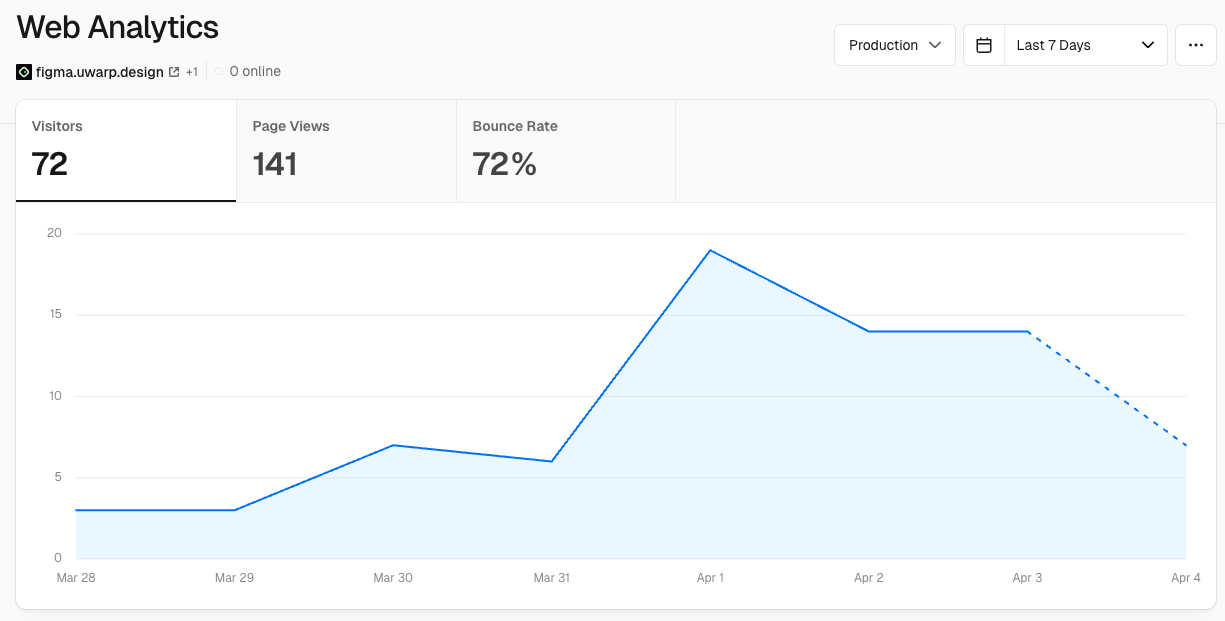 Web Analytics
Production
Last 7 Days
figma.uwarp.design +1 0 online
Visitors Page Views Bounce Rate
72 141 72%
20
15
10
5
0
Mar 28 Mar 29 Mar 30 Mar 31 Apr 1 Apr 2 Apr 3 Apr 4